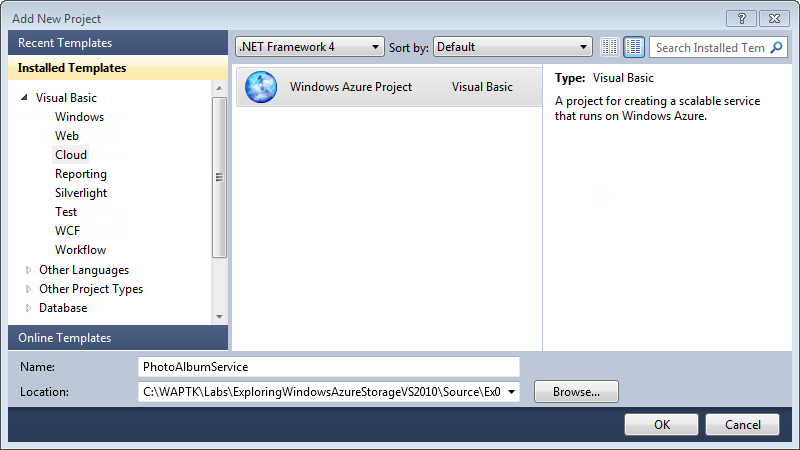 Add New Project
Recent Templates
.NET Framework 4 Sort by: Default Search Installed Tem
Installed Templates
Visual Basic
Windows
Web
Cloud
Reporting
Silverlight
Test
WCF
Workflow
Other Languages
Other Project Types
Database
Online Templates
Windows Azure Project Visual Basic
Type: Visual Basic
A project for creating a scalable service
that runs on Windows Azure.
Name: PhotoAlbumService
Location: C:\WAPTK\Labs\ExploringWindowsAzureStorageVS2010\Source\Ex0 Browse...
OK Cancel